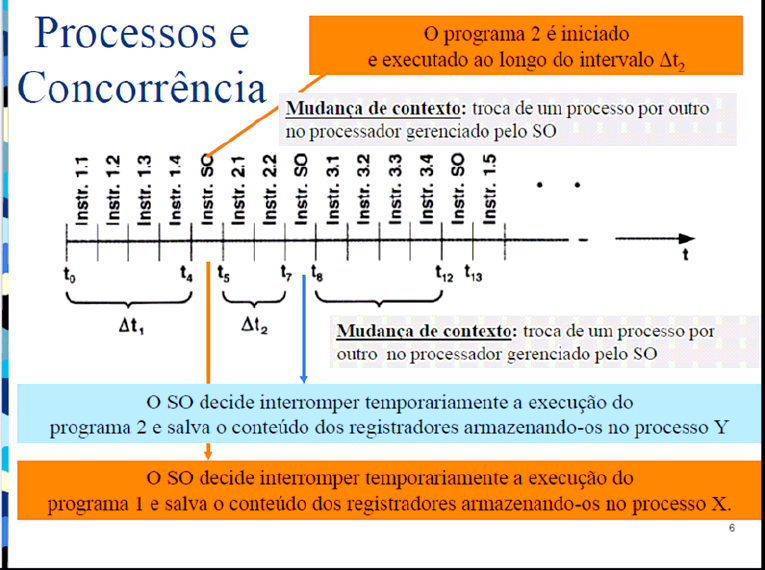 Processos e
Concorrência
O programa 2 é iniciado
e executado ao longo do intervalo Δt₂
Mudança de contexto: troca de um processo por outro
no processador gerenciado pelo SO
Instr. 1.1
Instr. 1.2
Instr. 1.3
Instr. 1.4
Instr. SO
Instr. 2.1
Instr. 2.2
Instr. SO
Instr. 3.1
Instr. 3.2
Instr. 3.3
Instr. 3.4
Instr. SO
Instr. 1.5
t
t₀ t₄ t₅ t₇ t₈ t₁₂ t₁₃
Δt₁ Δt₂
Mudança de contexto: troca de um processo por
outro no processador gerenciado pelo SO
O SO decide interromper temporariamente a execução do
programa 2 e salva o conteúdo dos registradores armazenando-os no processo Y
O SO decide interromper temporariamente a execução do
programa 1 e salva o conteúdo dos registradores armazenando-os no processo X.
6